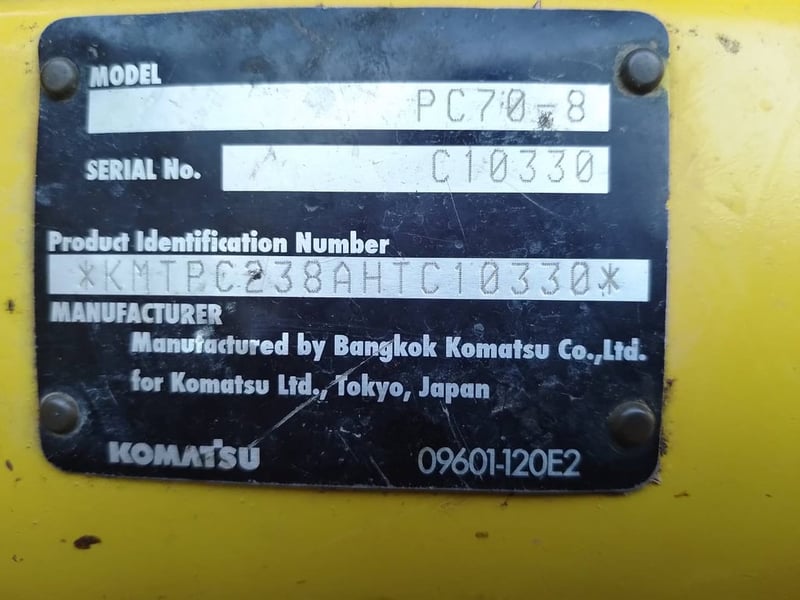 MODEL
PC70-8
SERIAL No.
C10330
Product Identification Number
*KMTPC238AHTC10330*
MANUFACTURER
Manufactured by Bangkok Komatsu Co.,Ltd.
for Komatsu Ltd., Tokyo, Japan
KOMATSU
09601-120E2